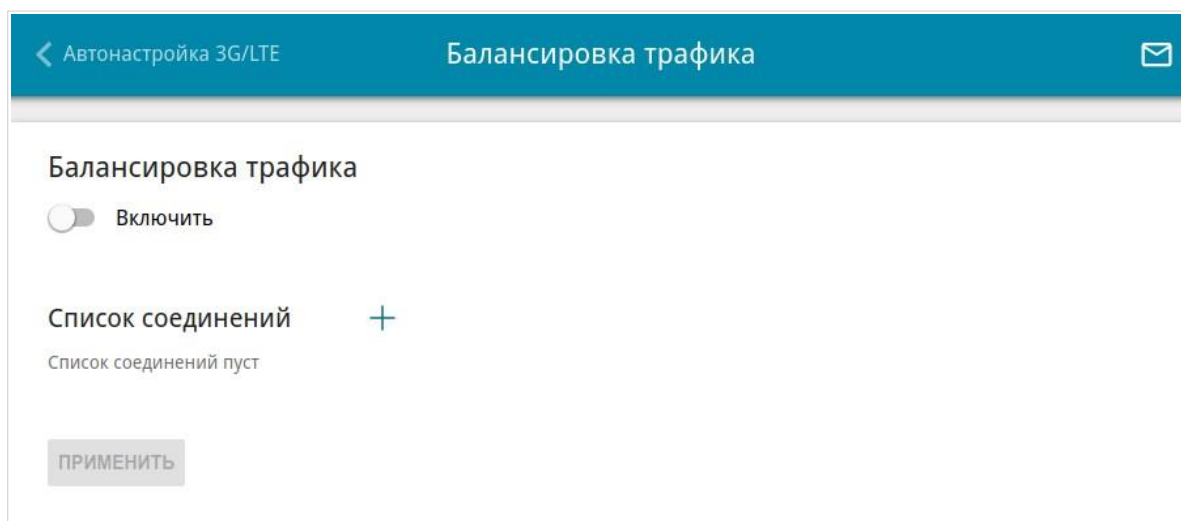 Автонастройка 3G/LTE
Балансировка трафика
Балансировка трафика
Включить
Список соединений
Список соединений пуст
ПРИМЕНИТЬ